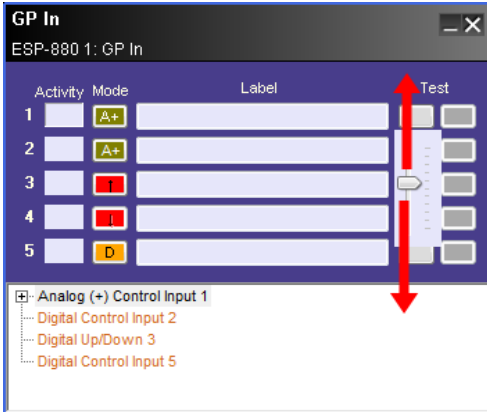 GP In
ESP-880 1: GP In
Activity Mode Label Test
1 A+
2 A+
3 ↑
4 ↓
5 D
Analog (+) Control Input 1
Digital Control Input 2
Digital Up/Down 3
Digital Control Input 5